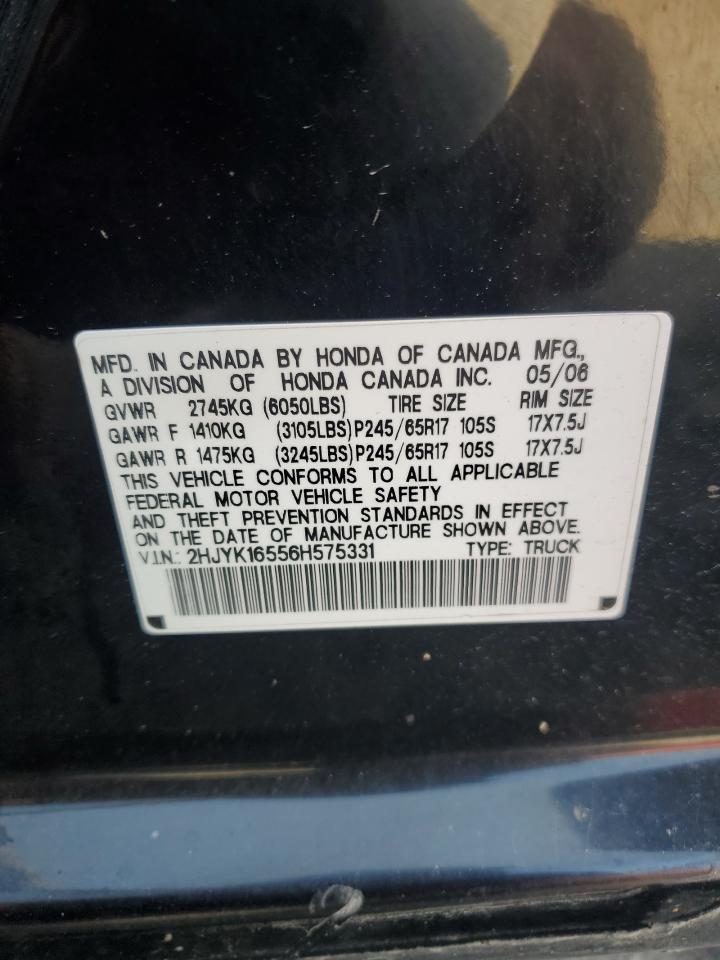 MFD. IN CANADA BY HONDA OF CANADA MFG.,
A DIVISION OF HONDA CANADA INC. 05/06
GVWR 2745KG (6050LBS) TIRE SIZE RIM SIZE
GAWR F 1410KG (3105LBS)P245/65R17 105S 17X7.5J
GAWR R 1475KG (3245LBS)P245/65R17 105S 17X7.5J
THIS VEHICLE CONFORMS TO ALL APPLICABLE
FEDERAL MOTOR VEHICLE SAFETY
AND THEFT PREVENTION STANDARDS IN EFFECT
ON THE DATE OF MANUFACTURE SHOWN ABOVE.
V.I.N.: 2HJYK16556H575331 TYPE: TRUCK